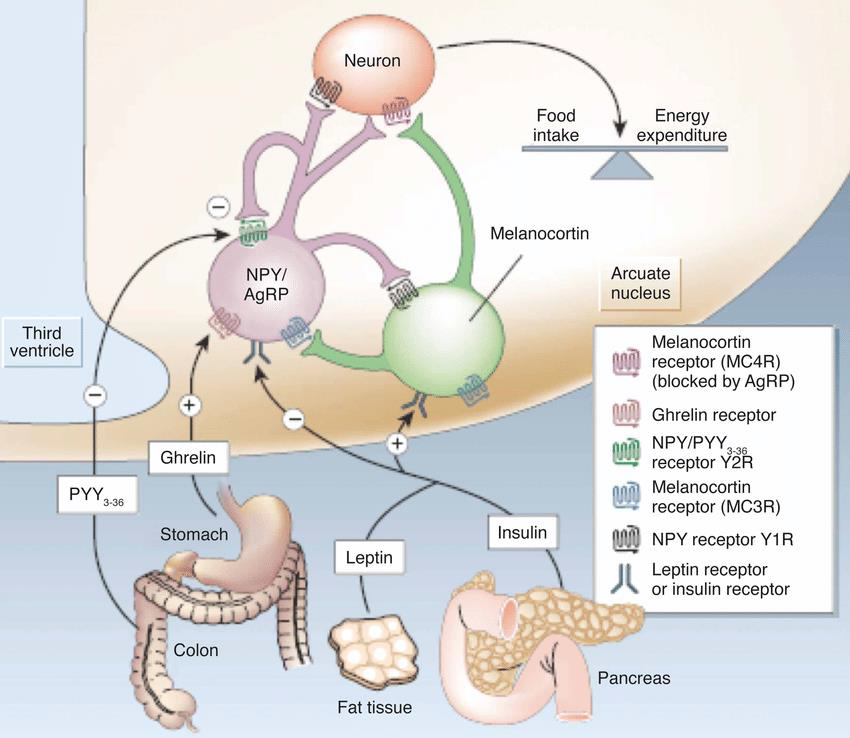 Neuron
Food
intake
Energy
expenditure
−
Melanocortin
NPY/
AgRP
Arcuate
nucleus
Third
ventricle
Melanocortin
receptor (MC4R)
(blocked by AgRP)
Ghrelin receptor
NPY/PYY3-36
receptor Y2R
Melanocortin
receptor (MC3R)
NPY receptor Y1R
Leptin receptor
or insulin receptor
−
+
−
+
Ghrelin
PYY3-36
Stomach
Leptin
Insulin
Colon
Fat tissue
Pancreas